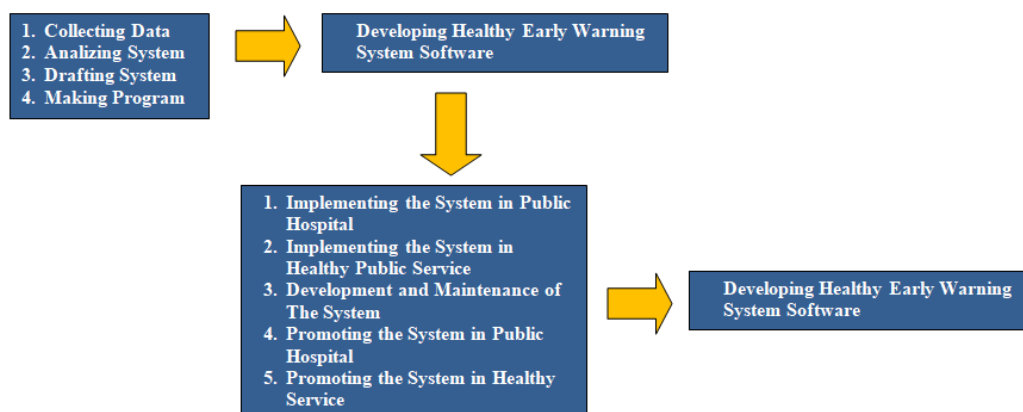 1. Collecting Data
2. Analizing System
3. Drafting System
4. Making Program
Developing Healthy Early Warning
System Software
1. Implementing the System in Public
Hospital
2. Implementing the System in
Healthy Public Service
3. Development and Maintenance of
The System
4. Promoting the System in Public
Hospital
5. Promoting the System in Healthy
Service
Developing Healthy Early Warning
System Software